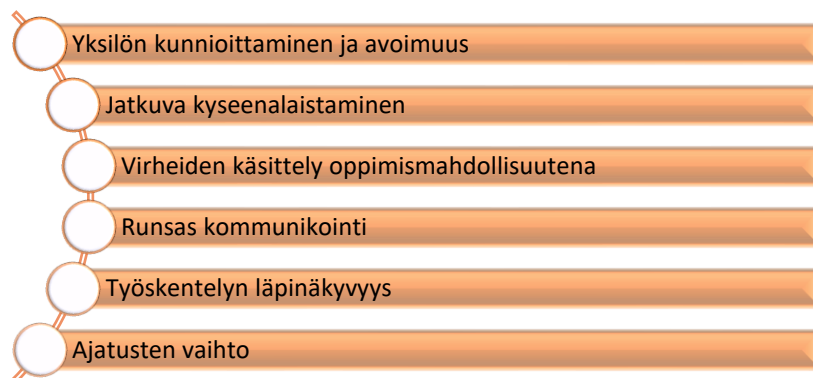 Yksilön kunnioittaminen ja avoimuus
Jatkuva kyseenalaistaminen
Virheiden käsittely oppimismahdollisuutena
Runsas kommunikointi
Työskentelyn läpinäkyvyys
Ajatusten vaihto